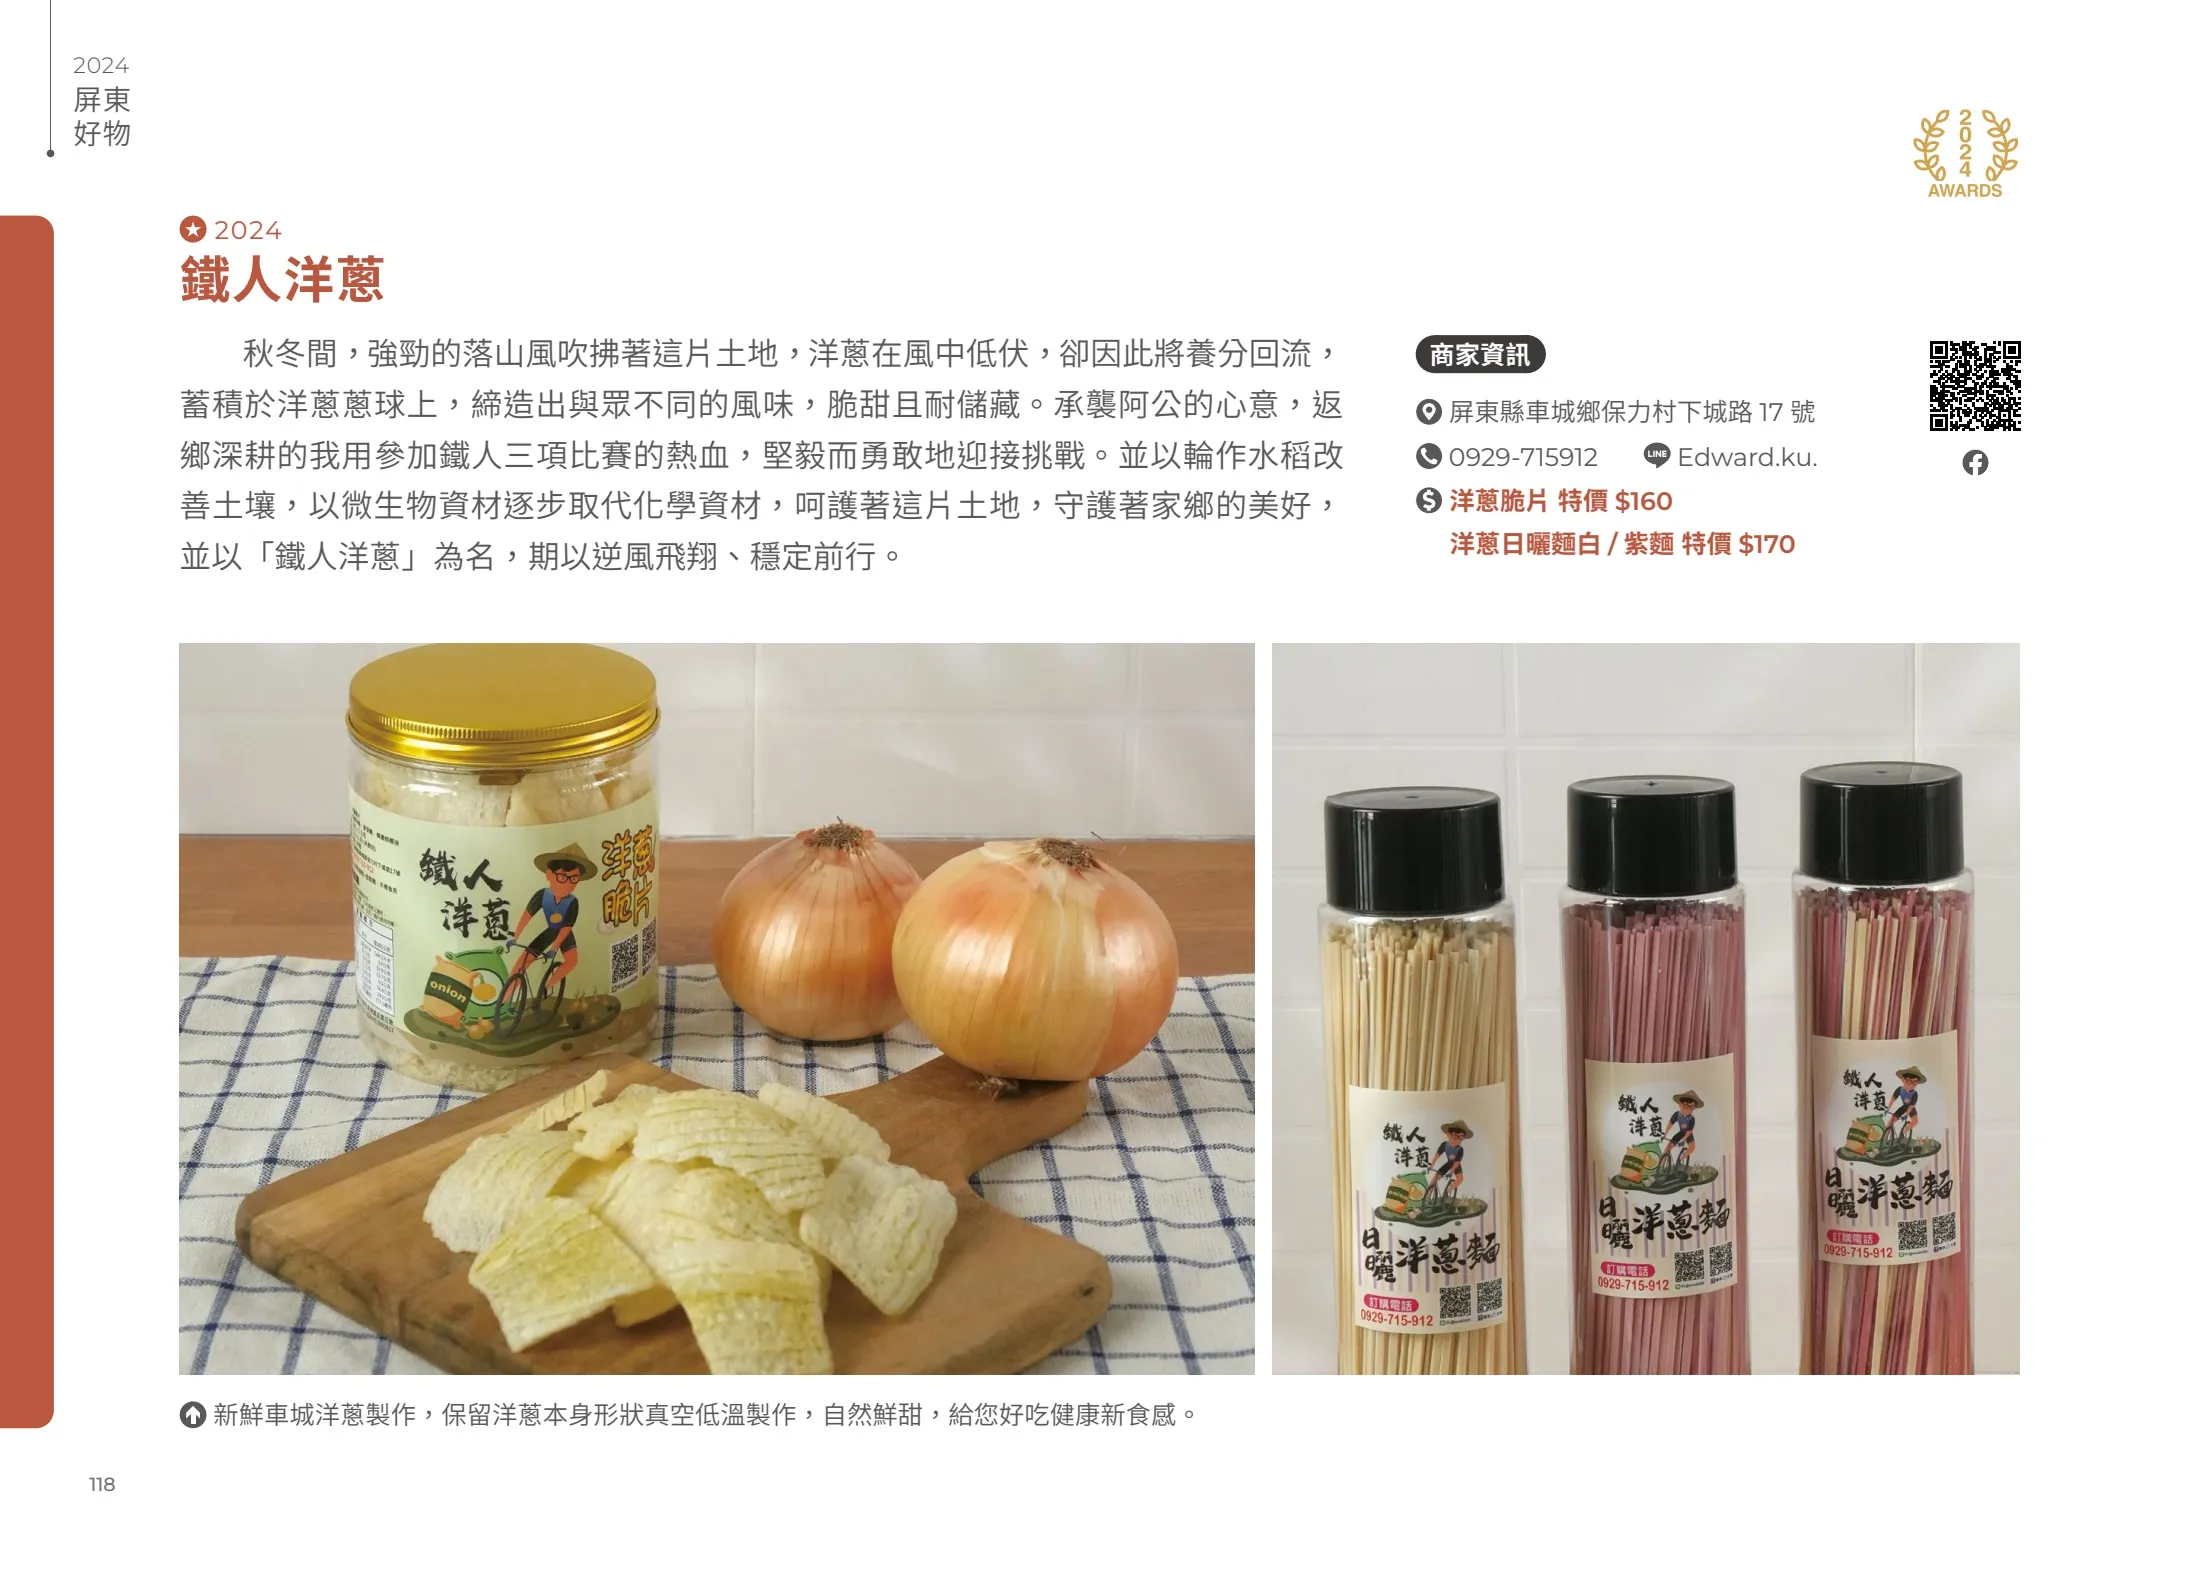 2024
屏東
好物
2024
AWARDS
2024
鐵人洋蔥
秋冬間，強勁的落山風吹拂著這片土地，洋蔥在風中低伏，卻因此將養分回流，
蓄積於洋蔥蔥球上，締造出與眾不同的風味，脆甜且耐儲藏。承襲阿公的心意，返
鄉深耕的我用參加鐵人三項比賽的熱血，堅毅而勇敢地迎接挑戰。並以輪作水稻改
善土壤，以微生物資材逐步取代化學資材，呵護著這片土地，守護著家鄉的美好，
並以「鐵人洋蔥」為名，期以逆風飛翔、穩定前行。
商家資訊
屏東縣車城鄉保力村下城路 17 號
0929-715912
LINE Edward.ku.
洋蔥脆片 特價 $160
洋蔥日曬麵白 / 紫麵 特價 $170
鐵人
洋蔥
洋蔥
脆片
onion
鐵人
洋蔥
onion
日曬洋蔥麵
訂購電話
0929-715-912
鐵人
洋蔥
onion
日曬洋蔥麵
訂購電話
0929-715-912
鐵人
洋蔥
onion
日曬洋蔥麵
訂購電話
0929-715-912
新鮮車城洋蔥製作，保留洋蔥本身形狀真空低溫製作，自然鮮甜，給您好吃健康新食感。
118